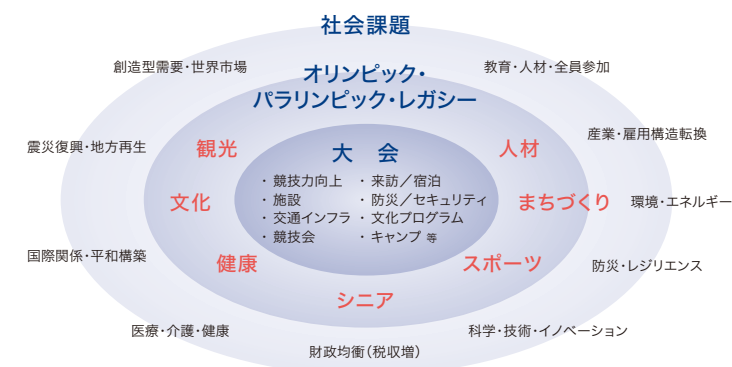 社会課題
創造型需要・世界市場
教育・人材・全員参加
オリンピック・
パラリンピック・レガシー
産業・雇用構造転換
震災復興・地方再生
観光
大 会
人材
・ 競技力向上
・ 施設
・ 交通インフラ
・ 競技会
・ 来訪／宿泊
・ 防災／セキュリティ
・ 文化プログラム
・ キャンプ 等
文化
まちづくり
環境・エネルギー
国際関係・平和構築
健康
スポーツ
防災・レジリエンス
シニア
医療・介護・健康
科学・技術・イノベーション
財政均衡（税収増）